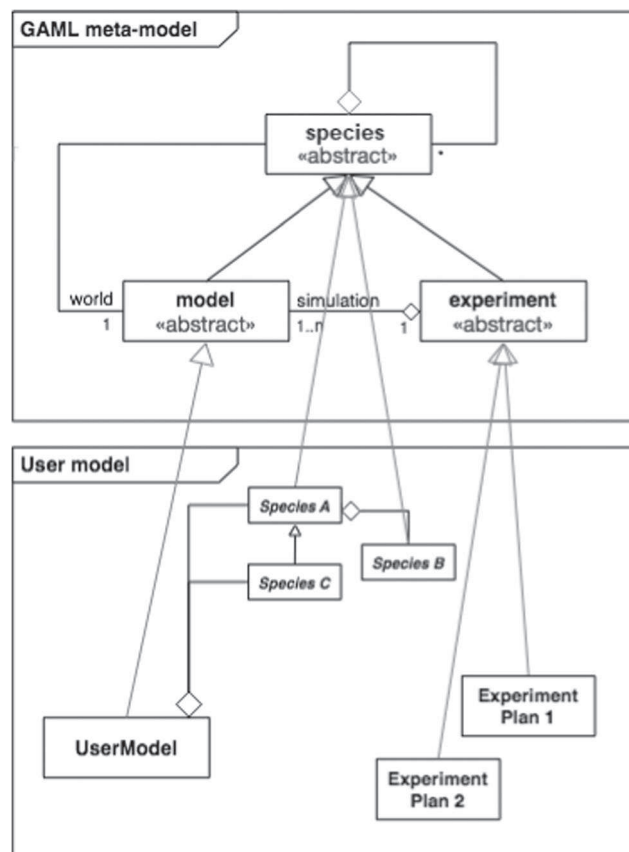 GAML meta-model
species
«abstract»
*
world
1
model
«abstract»
simulation
1..n
1
experiment
«abstract»
User model
Species A
Species B
Species C
Experiment
Plan 1
UserModel
Experiment
Plan 2